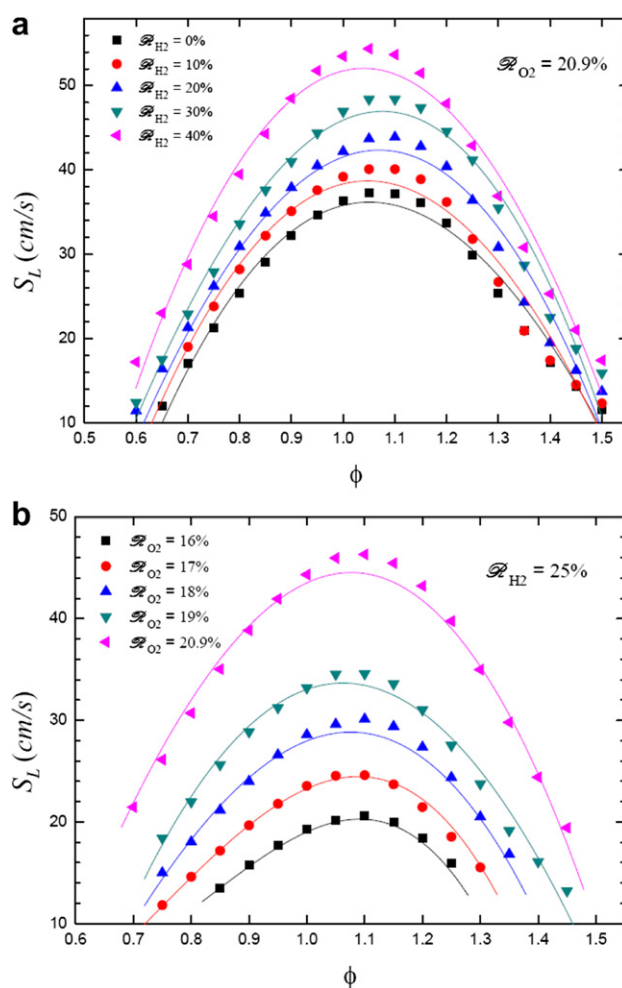 a
ℛH2 = 0%
ℛH2 = 10%
ℛH2 = 20%
ℛH2 = 30%
ℛH2 = 40%
ℛO2 = 20.9%
50
40
30
20
10
SL (cm/s)
0.5 0.6 0.7 0.8 0.9 1.0 1.1 1.2 1.3 1.4 1.5
ϕ
b
ℛO2 = 16%
ℛO2 = 17%
ℛO2 = 18%
ℛO2 = 19%
ℛO2 = 20.9%
ℛH2 = 25%
50
40
30
20
10
SL (cm/s)
0.6 0.7 0.8 0.9 1.0 1.1 1.2 1.3 1.4 1.5
ϕ